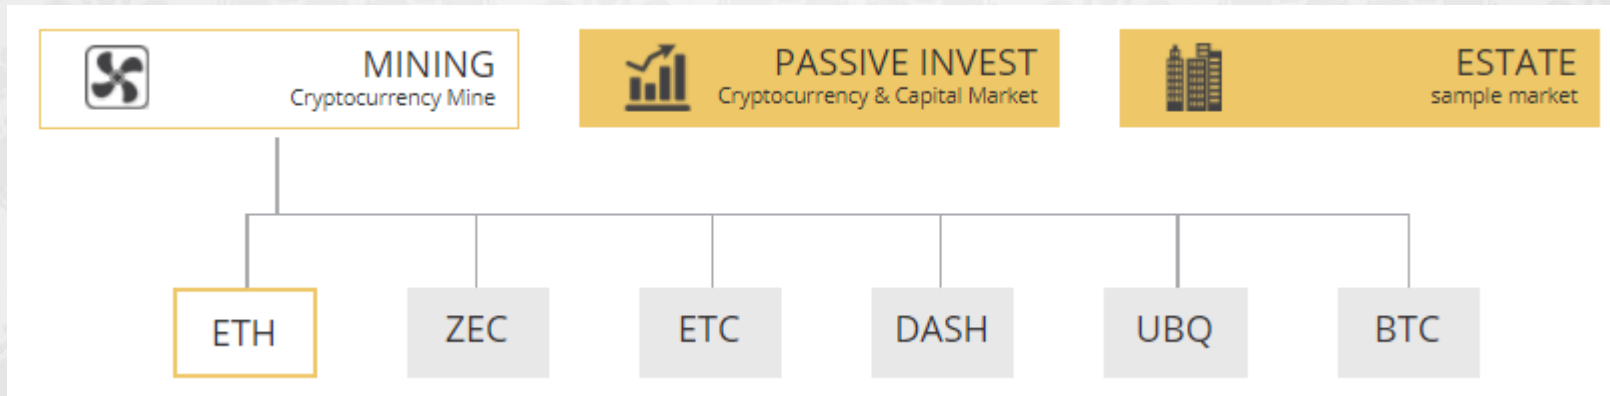 MINING
Cryptocurrency Mine
PASSIVE INVEST
Cryptocurrency & Capital Market
ESTATE
sample market
ETH
ZEC
ETC
DASH
UBQ
BTC